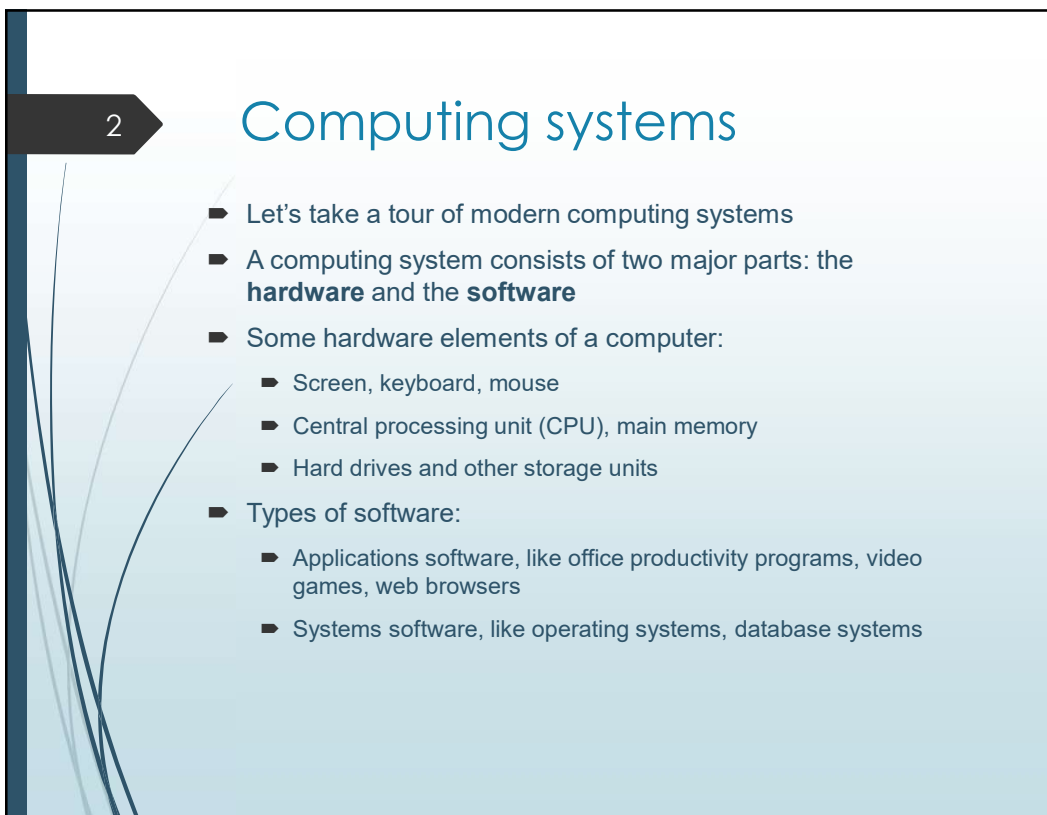 2
Computing systems
Let’s take a tour of modern computing systems
A computing system consists of two major parts: the
hardware and the software
Some hardware elements of a computer:
Screen, keyboard, mouse
Central processing unit (CPU), main memory
Hard drives and other storage units
Types of software:
Applications software, like office productivity programs, video
games, web browsers
Systems software, like operating systems, database systems